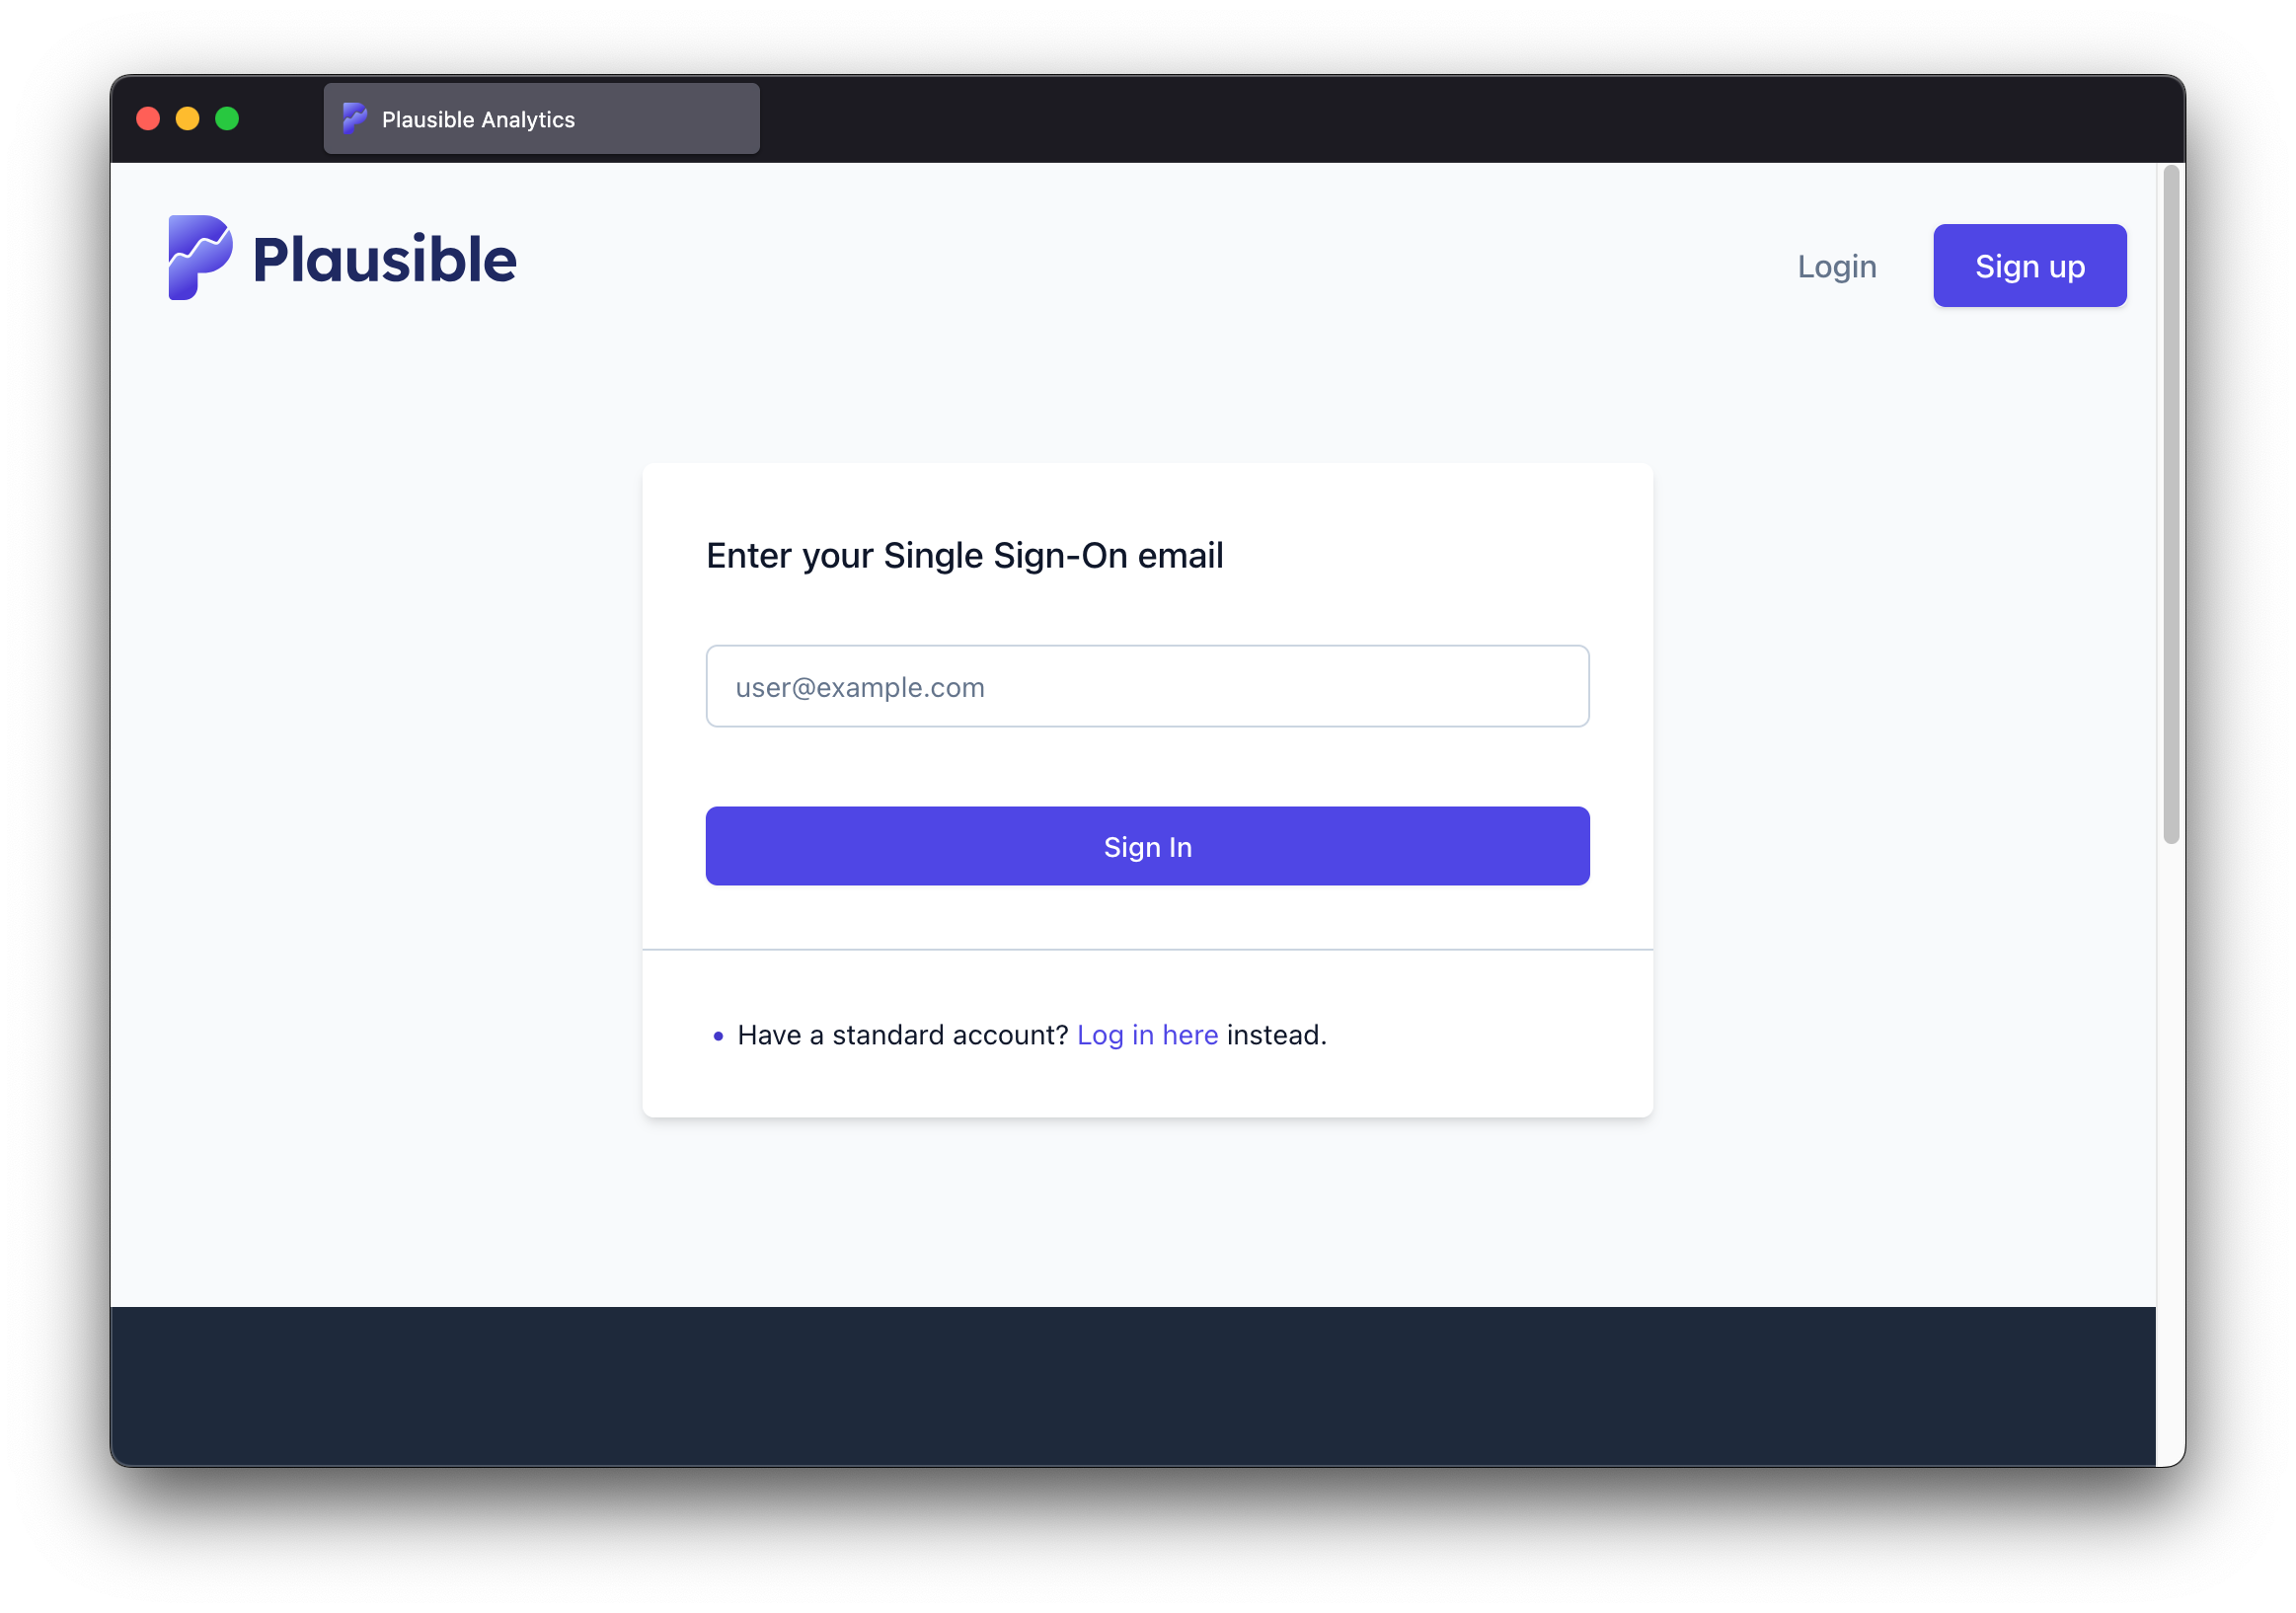 Plausible Analytics
Plausible
Login
Sign up
Enter your Single Sign-On email
user@example.com
Sign In
Have a standard account? Log in here instead.